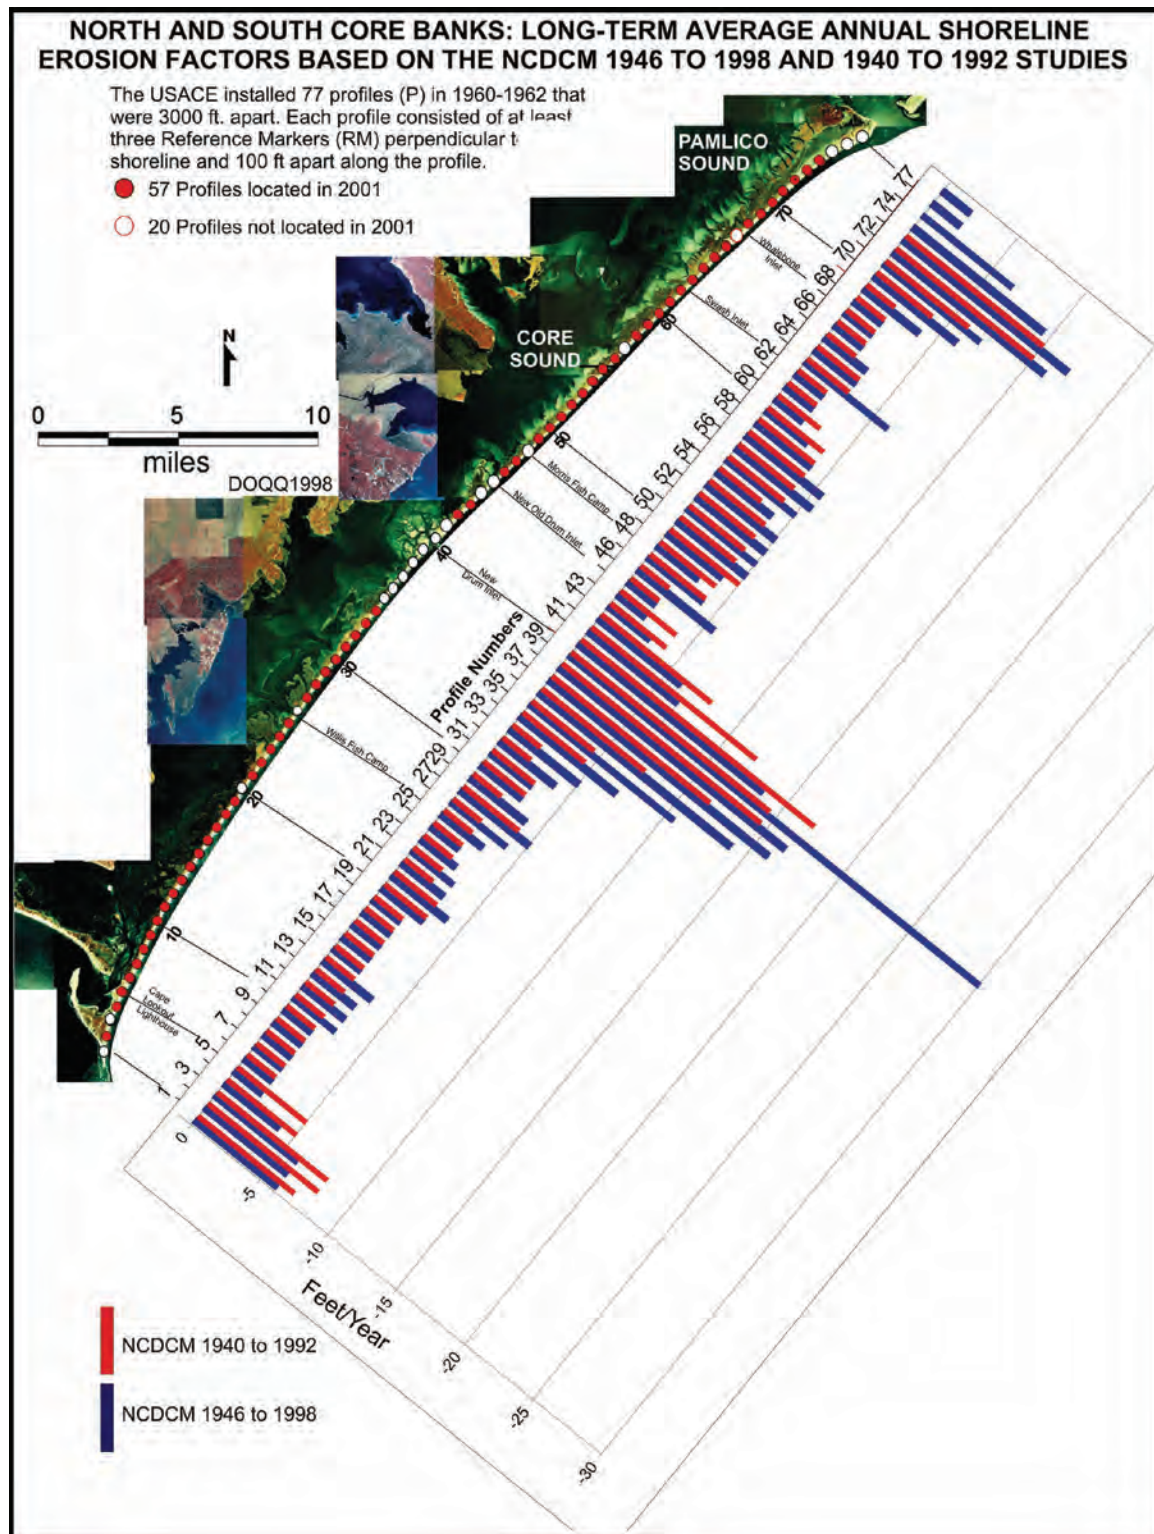 NORTH AND SOUTH CORE BANKS: LONG-TERM AVERAGE ANNUAL SHORELINE
EROSION FACTORS BASED ON THE NCDCM 1946 TO 1998 AND 1940 TO 1992 STUDIES
The USACE installed 77 profiles (P) in 1960-1962 that
were 3000 ft. apart. Each profile consisted of at least
three Reference Markers (RM) perpendicular t
shoreline and 100 ft apart along the profile.
57 Profiles located in 2001
20 Profiles not located in 2001
PAMLICO
SOUND
CORE
SOUND
N
0 5 10
miles
DOQQ1998
70
60
50
40
30
20
10
Whalebone
Inlet
Swash Inlet
Morris Fish Camp
New Old Drum Inlet
New
Drum Inlet
Willis Fish Camp
Cape
Lookout
Lighthouse
Profile Numbers
77
74
72
70
68
66
64
62
60
58
56
54
52
50
48
46
43
41
39
37
35
33
31
29
27
25
23
21
19
17
15
13
11
9
7
5
3
1
0
-5
-10
-15
-20
-25
-30
Feet/Year
NCDCM 1940 to 1992
NCDCM 1946 to 1998